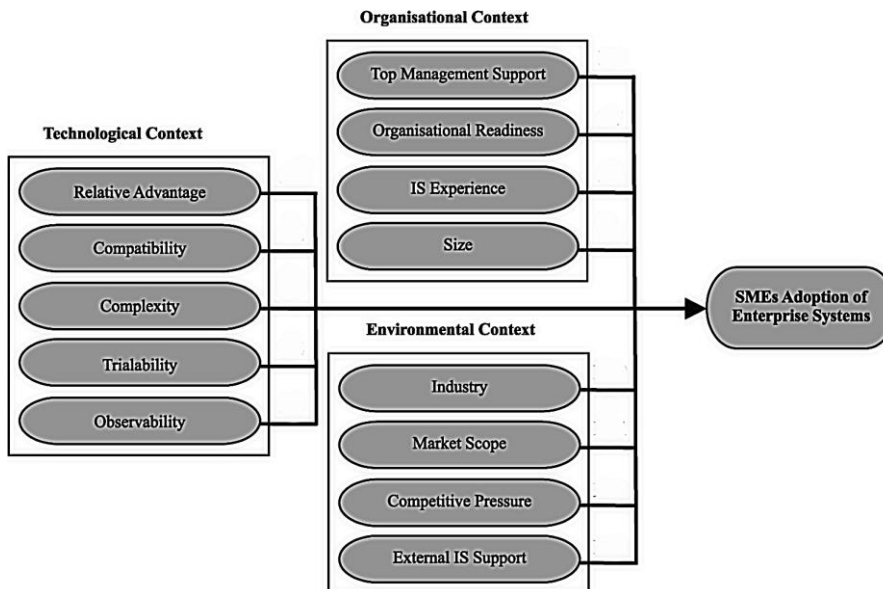 Organisational Context
Top Management Support
Organisational Readiness
IS Experience
Size
Technological Context
Relative Advantage
Compatibility
Complexity
Trialability
Observability
Environmental Context
Industry
Market Scope
Competitive Pressure
External IS Support
SMEs Adoption of
Enterprise Systems